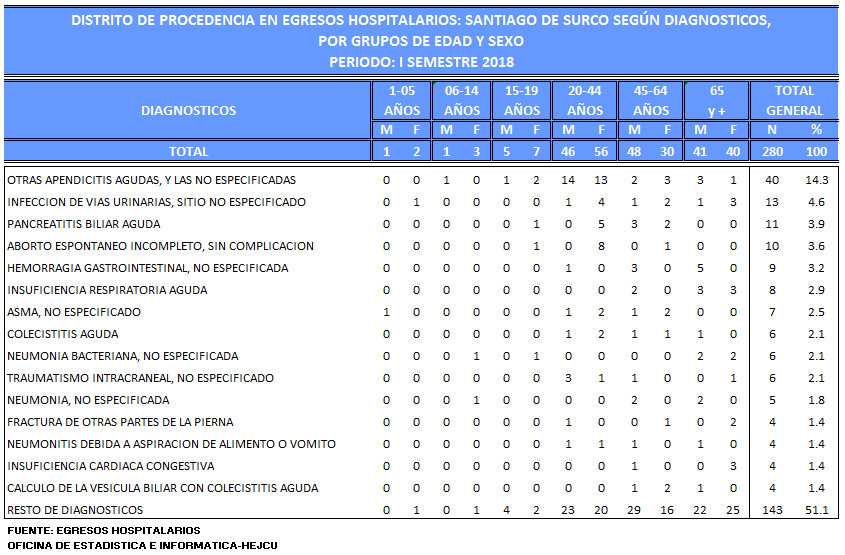 DISTRITO DE PROCEDENCIA EN EGRESOS HOSPITALARIOS: SANTIAGO DE SURCO SEGÚN DIAGNOSTICOS,
POR GRUPOS DE EDAD Y SEXO
PERIODO: I SEMESTRE 2018
DIAGNOSTICOS 1-05 AÑOS 06-14 AÑOS 15-19 AÑOS 20-44 AÑOS 45-64 AÑOS 65 y + TOTAL GENERAL
M F M F M F M F M F M F N %
TOTAL 1 2 1 3 5 7 46 56 48 30 41 40 280 100
OTRAS APENDICITIS AGUDAS, Y LAS NO ESPECIFICADAS 0 0 1 0 1 2 14 13 2 3 3 1 40 14.3
INFECCION DE VIAS URINARIAS, SITIO NO ESPECIFICADO 0 1 0 0 0 0 1 4 1 2 1 3 13 4.6
PANCREATITIS BILIAR AGUDA 0 0 0 0 0 1 0 5 3 2 0 0 11 3.9
ABORTO ESPONTANEO INCOMPLETO, SIN COMPLICACION 0 0 0 0 0 1 0 8 0 1 0 0 10 3.6
HEMORRAGIA GASTROINTESTINAL, NO ESPECIFICADA 0 0 0 0 0 0 1 0 3 0 5 0 9 3.2
INSUFICIENCIA RESPIRATORIA AGUDA 0 0 0 0 0 0 0 0 2 0 3 3 8 2.9
ASMA, NO ESPECIFICADO 1 0 0 0 0 0 1 2 1 2 0 0 7 2.5
COLECISTITIS AGUDA 0 0 0 0 0 0 1 2 1 1 1 0 6 2.1
NEUMONIA BACTERIANA, NO ESPECIFICADA 0 0 0 1 0 1 0 0 0 0 2 2 6 2.1
TRAUMATISMO INTRACRANEAL, NO ESPECIFICADO 0 0 0 0 0 0 3 1 1 0 0 1 6 2.1
NEUMONIA, NO ESPECIFICADA 0 0 0 1 0 0 0 0 2 0 2 0 5 1.8
FRACTURA DE OTRAS PARTES DE LA PIERNA 0 0 0 0 0 0 1 0 0 1 0 2 4 1.4
NEUMONITIS DEBIDA A ASPIRACION DE ALIMENTO O VOMITO 0 0 0 0 0 0 1 1 1 0 1 0 4 1.4
INSUFICIENCIA CARDIACA CONGESTIVA 0 0 0 0 0 0 0 0 1 0 0 3 4 1.4
CALCULO DE LA VESICULA BILIAR CON COLECISTITIS AGUDA 0 0 0 0 0 0 0 0 1 2 1 0 4 1.4
RESTO DE DIAGNOSTICOS 0 1 0 1 4 2 23 20 29 16 22 25 143 51.1
FUENTE: EGRESOS HOSPITALARIOS
OFICINA DE ESTADISTICA E INFORMATICA-HEJCU